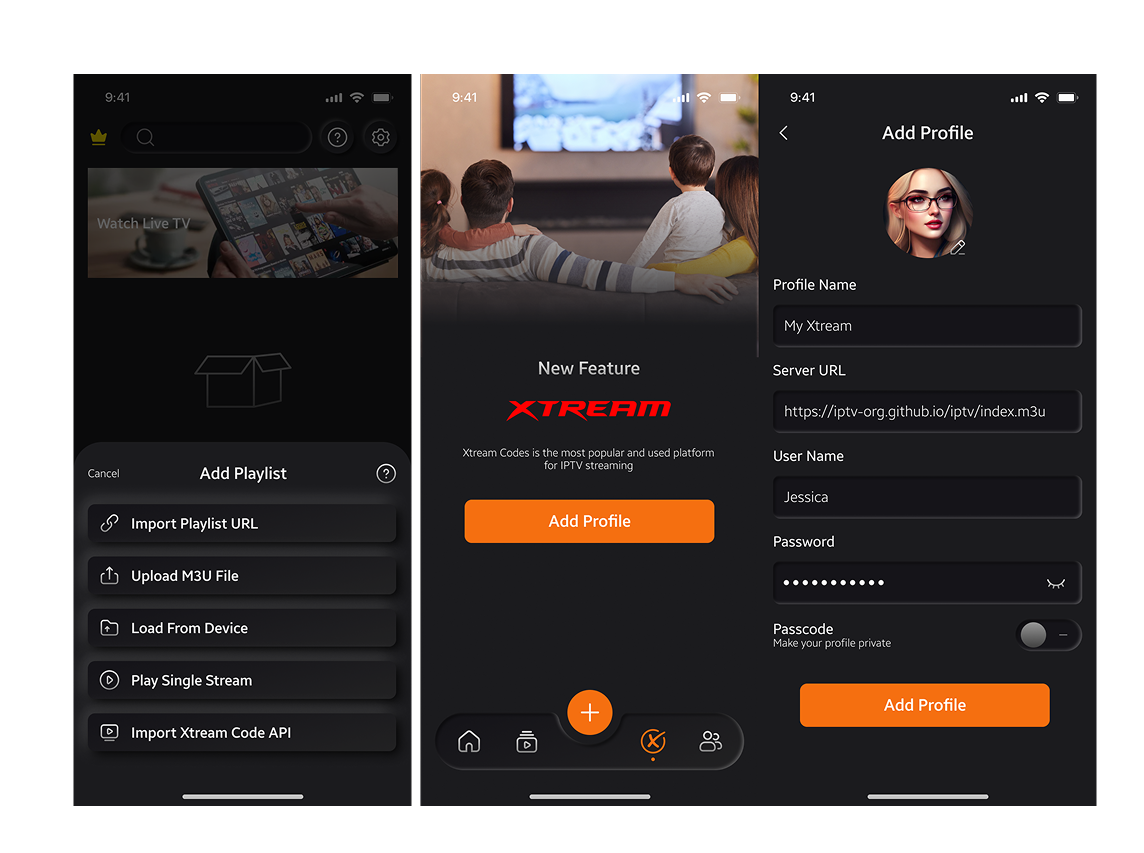 9:41
Watch Live TV
Cancel
Add Playlist
Import Playlist URL
Upload M3U File
Load From Device
Play Single Stream
Import Xtream Code API
9:41
New Feature
XTREAM
Xtream Codes is the most popular and used platform
for IPTV streaming
Add Profile
9:41
Add Profile
Profile Name
My Xtream
Server URL
https://iptv-org.github.io/iptv/index.m3u
User Name
Jessica
Password
Passcode
Make your profile private
Add Profile